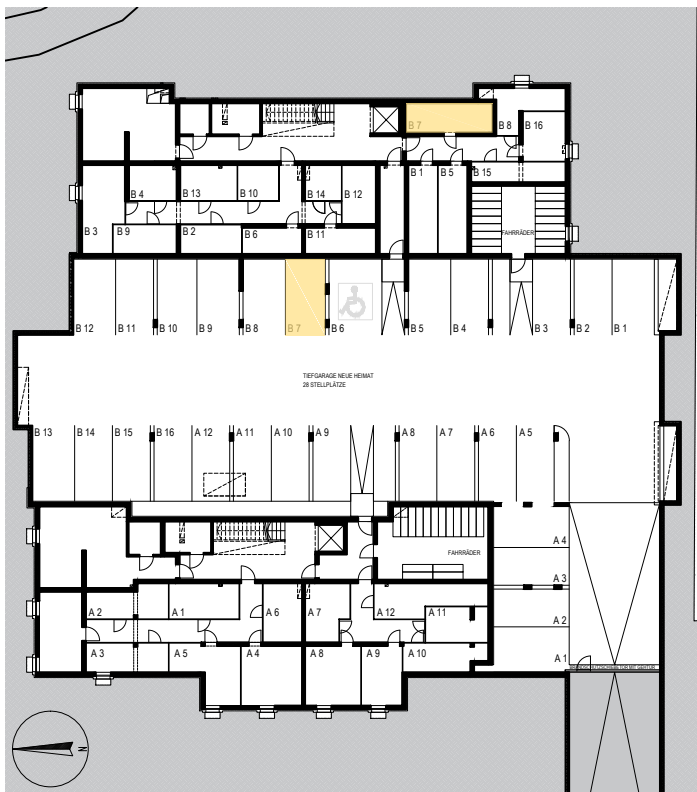 B 7
B 8
B 16
B 4
B 13
B 10
B 14
B 12
B 1
B 5
B 15
B 3
B 9
B 2
B 6
B 11
FAHRRÄDER
B 12
B 11
B 10
B 9
B 8
B 7
B 6
B 5
B 4
B 3
B 2
B 1
TIEFGARAGE NEUE HEIMAT
28 STELLPLÄTZE
B 13
B 14
B 15
B 16
A 12
A 11
A 10
A 9
A 8
A 7
A 6
A 5
A 4
FAHRRÄDER
A 3
A 2
A 1
A 6
A 7
A 12
A 11
A 2
A 3
A 5
A 4
A 8
A 9
A 10
A 1
N